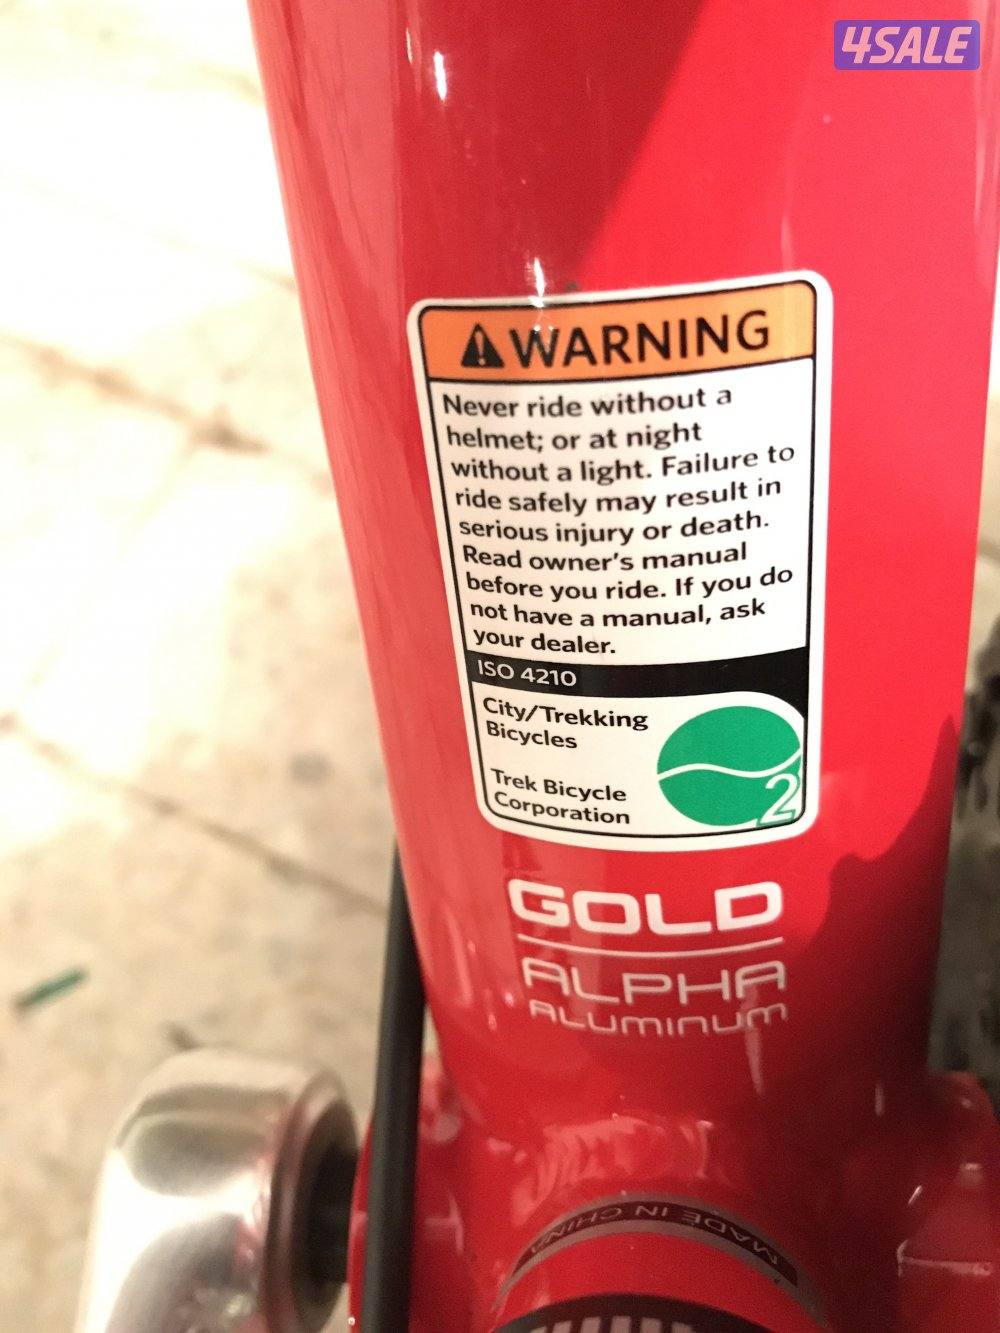 4SALE
WARNING
Never ride without a
helmet; or at night
without a light. Failure to
ride safely may result in
serious injury or death.
Read owner's manual
before you ride. If you do
not have a manual, ask
your dealer.
ISO 4210
City/Trekking
Bicycles
2
Trek Bicycle
Corporation
GOLD
ALPHA
ALUMINUM
MADE IN CHINA